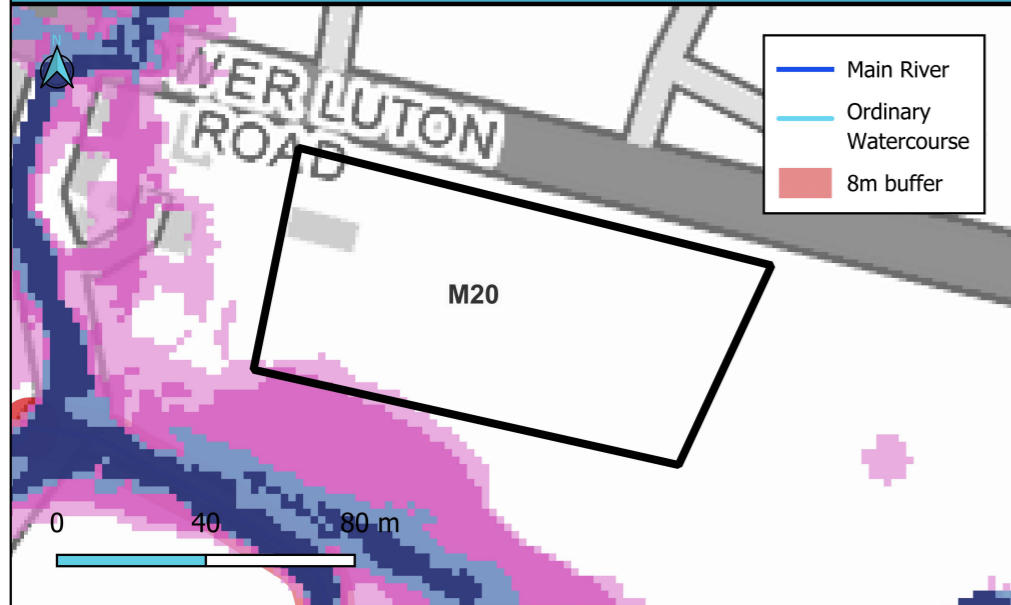 N
WER LUTON
ROAD
M20
Main River
Ordinary
Watercourse
8m buffer
0 40 80 m